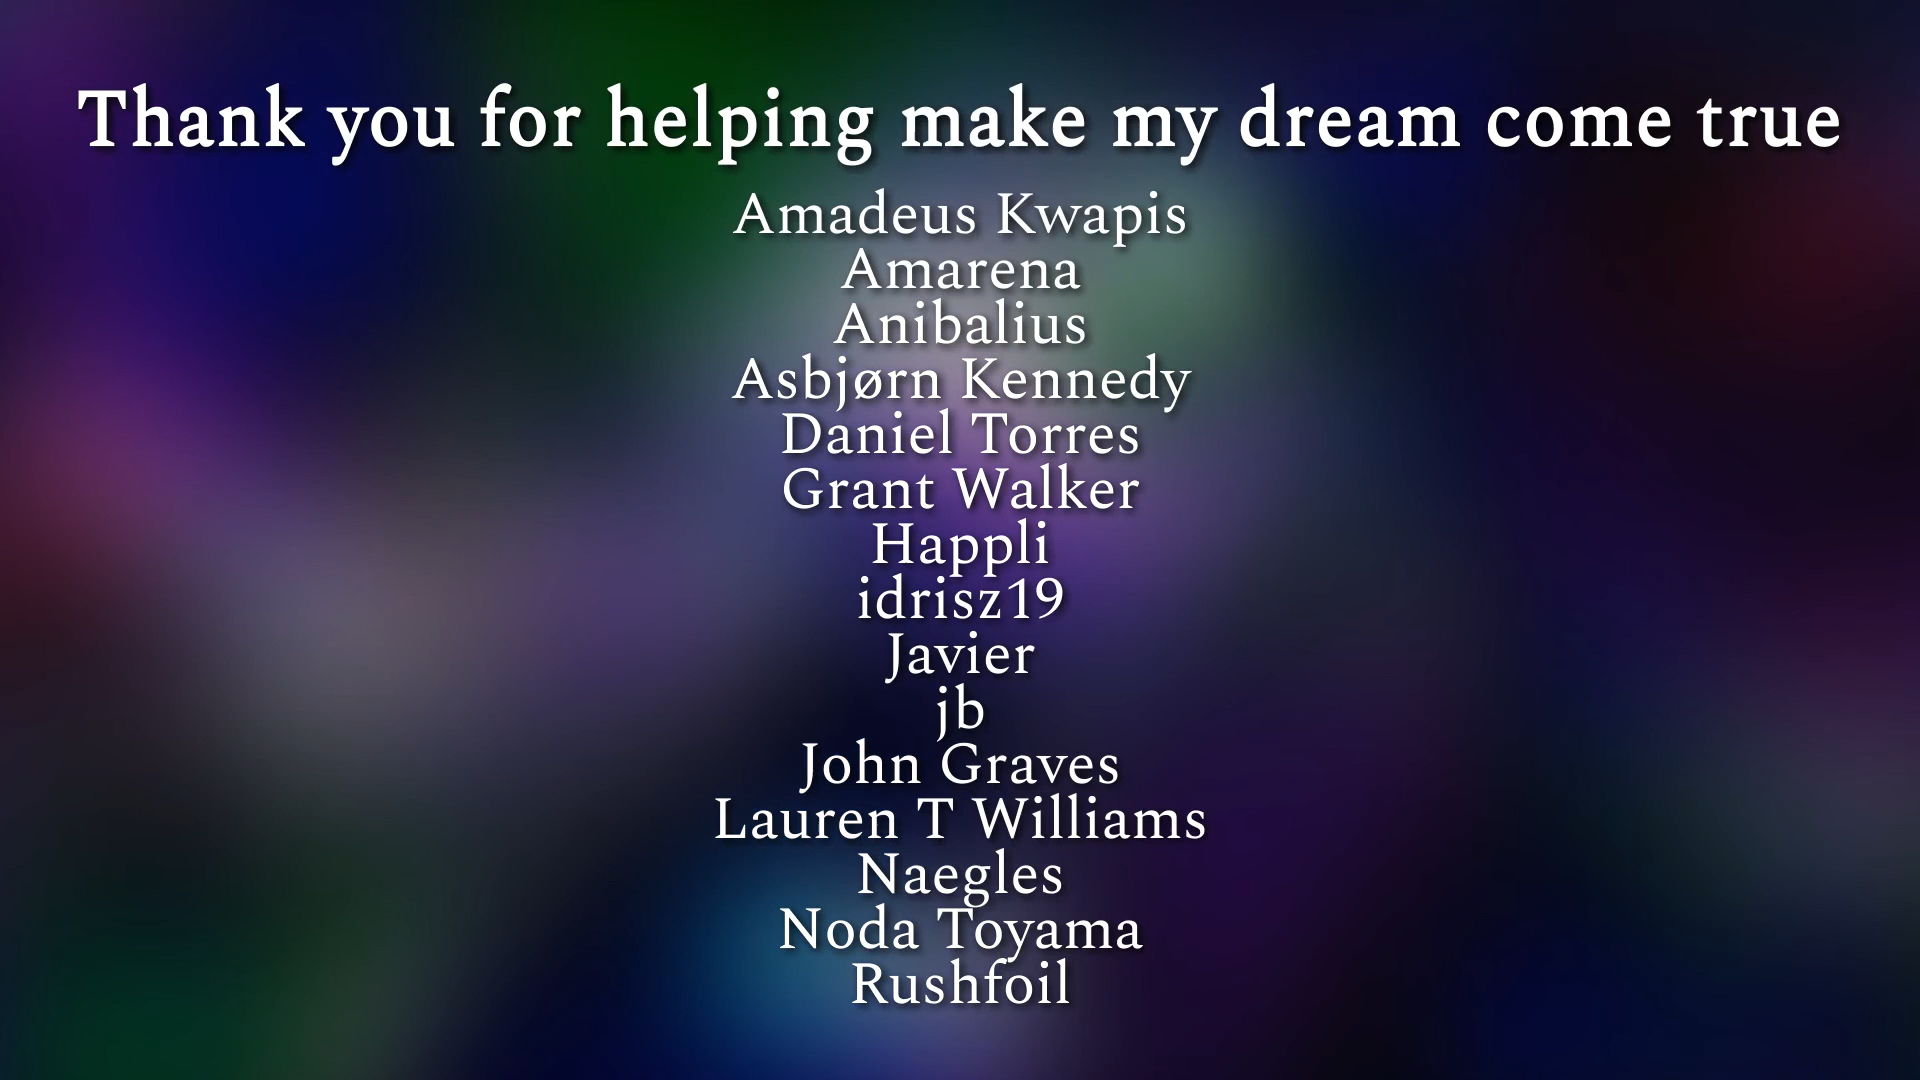 Thank you for helping make my dream come true
Amadeus Kwapis
Amarena
Anibalius
Asbjørn Kennedy
Daniel Torres
Grant Walker
Happli
idrisz19
Javier
jb
John Graves
Lauren T Williams
Naegles
Noda Toyama
Rushfoil